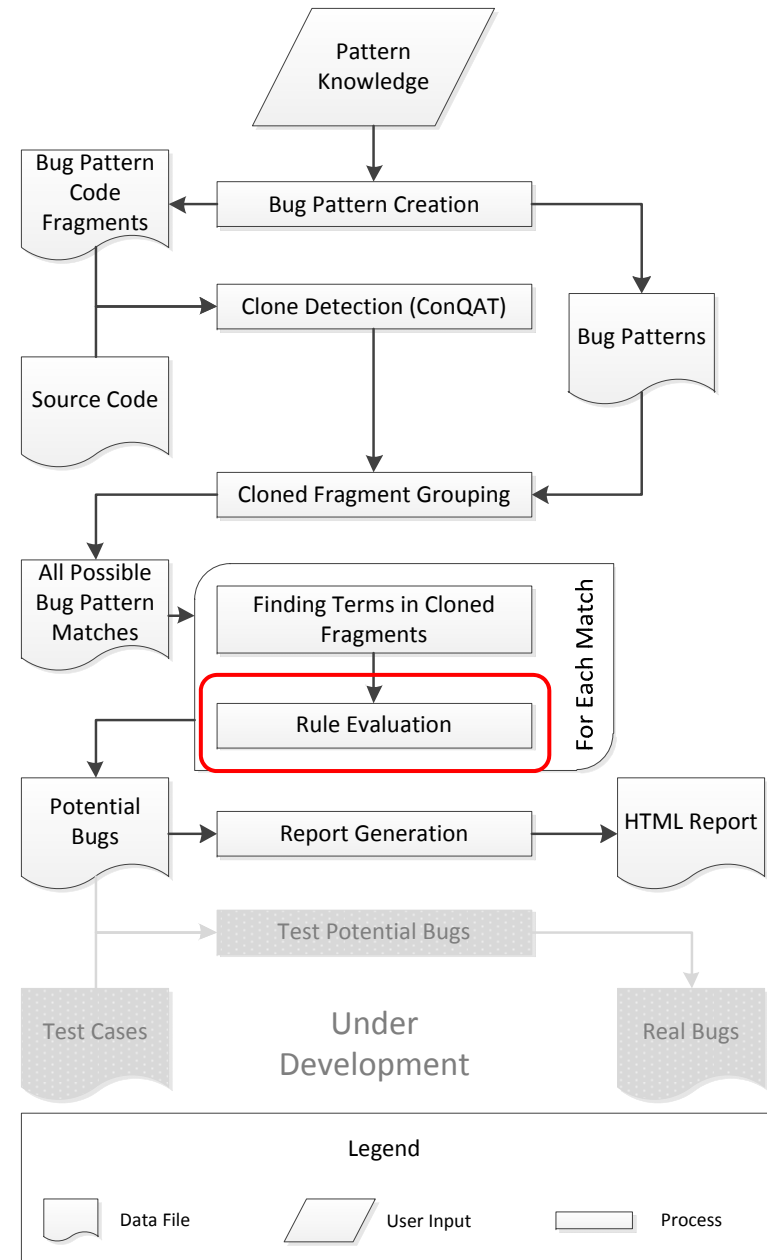 Pattern
Knowledge
Bug Pattern
Code
Fragments
Bug Pattern Creation
Clone Detection (ConQAT)
Bug Patterns
Source Code
Cloned Fragment Grouping
All Possible
Bug Pattern
Matches
Finding Terms in Cloned
Fragments
For Each Match
Rule Evaluation
Potential
Bugs
Report Generation
HTML Report
Test Potential Bugs
Test Cases
Under
Development
Real Bugs
Legend
Data File
User Input
Process